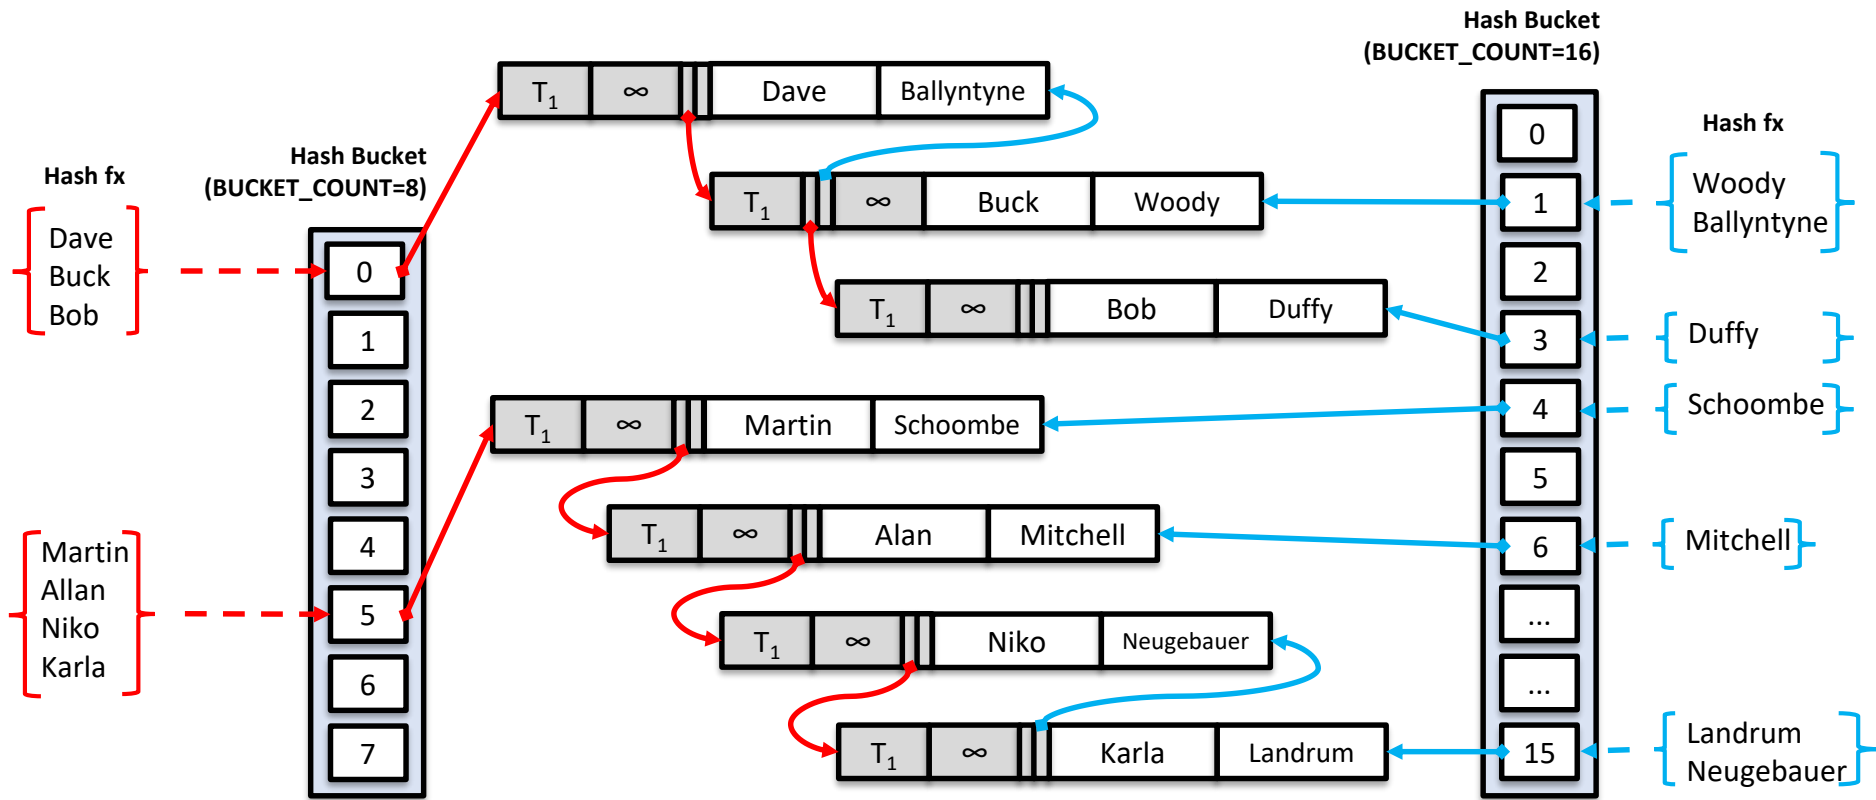 Hash Bucket
(BUCKET_COUNT=16)
Hash fx
Hash Bucket
(BUCKET_COUNT=8)
Hash fx
Dave
Buck
Bob
Martin
Allan
Niko
Karla
0
1
2
3
4
5
6
7
T1 ∞ Dave Ballyntyne
T1 ∞ Buck Woody
T1 ∞ Bob Duffy
T1 ∞ Martin Schoombe
T1 ∞ Alan Mitchell
T1 ∞ Niko Neugebauer
T1 ∞ Karla Landrum
0
1
2
3
4
5
6
...
...
15
Woody
Ballyntyne
Duffy
Schoombe
Mitchell
Landrum
Neugebauer